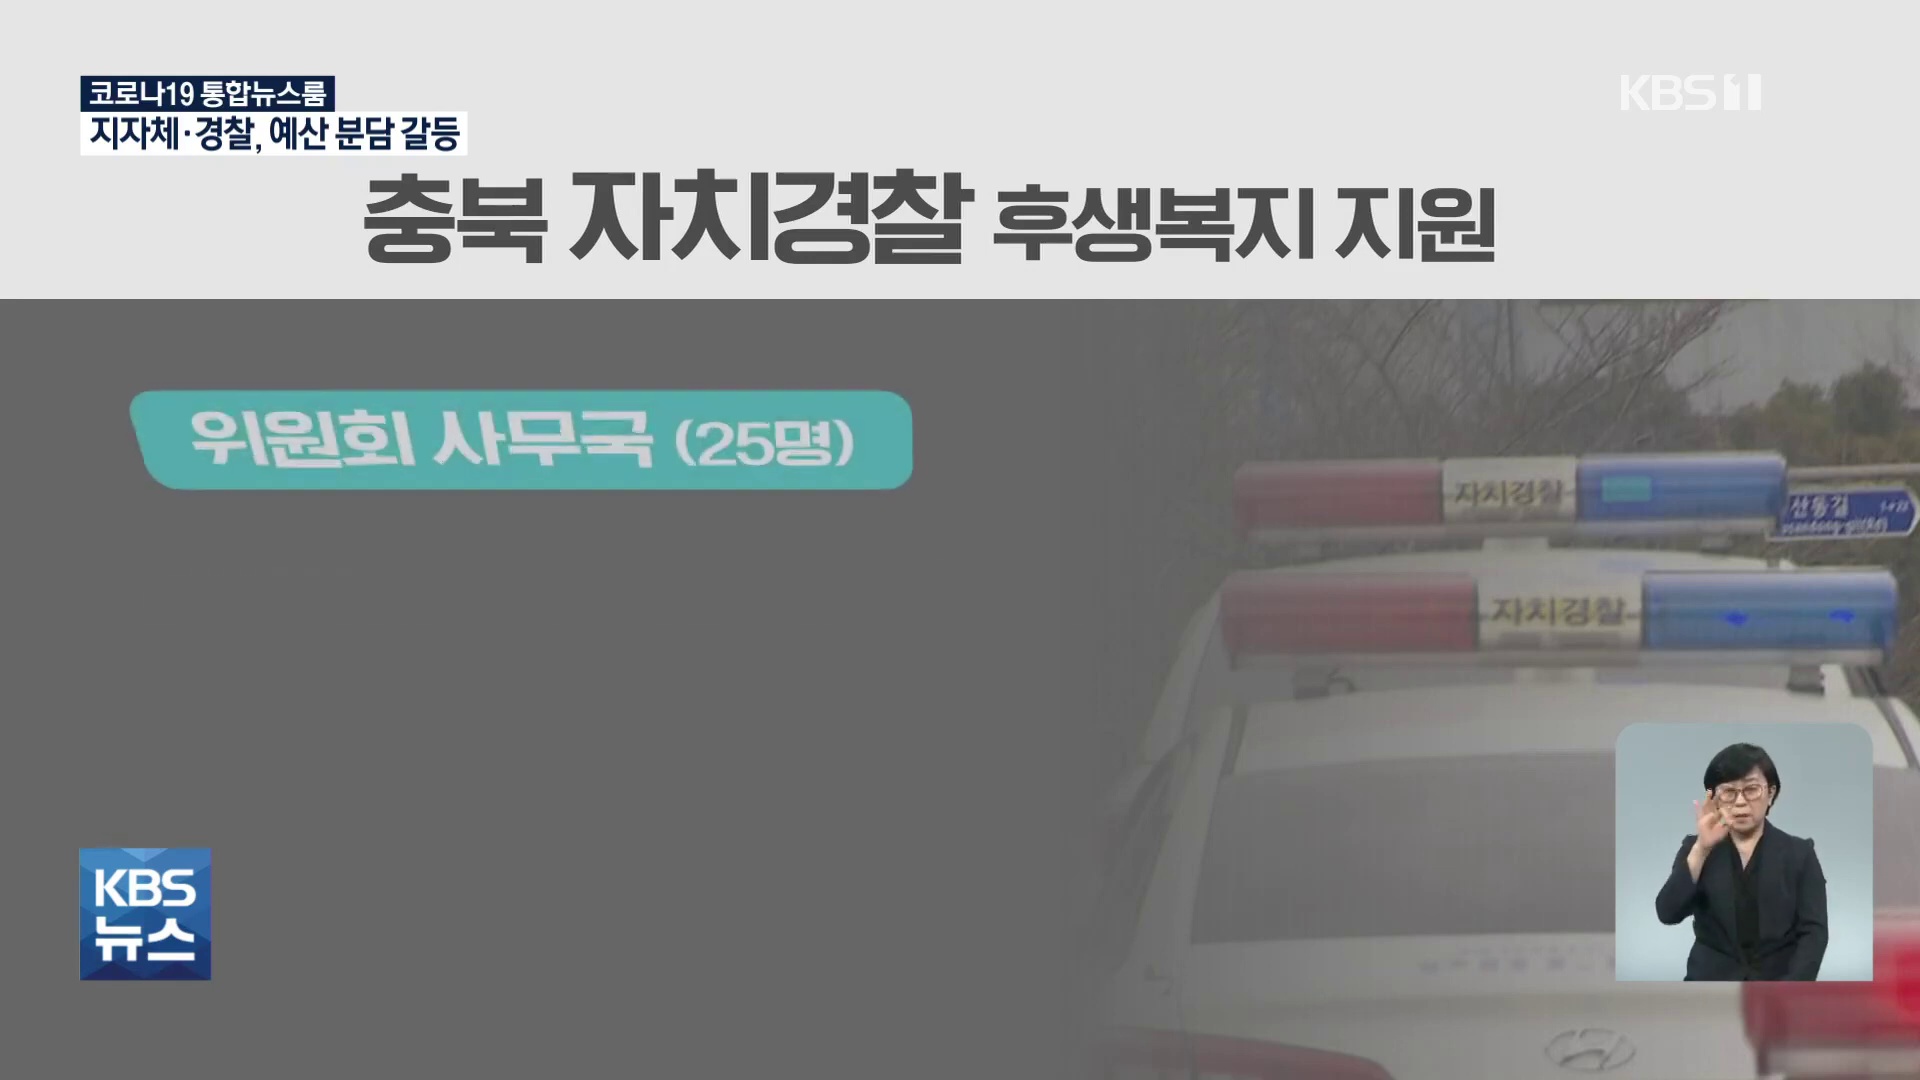 코로나19 통합뉴스룸
KBS 1
지자체·경찰, 예산 분담 갈등
충북 자치경찰 후생복지 지원
위원회 사무국 (25명)
자치경찰
산동길
자치경찰
KBS
뉴스